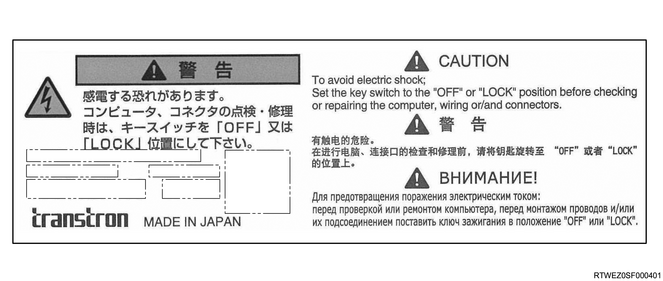 警 告
感電する恐れがあります。
コンピュータ、コネクタの点検・修理
時は、キースイッチを「OFF」又は
「LOCK」位置にして下さい。
transtron MADE IN JAPAN
CAUTION
To avoid electric shock;
Set the key switch to the "OFF" or "LOCK" position before checking
or repairing the computer, wiring or/and connectors.
警 告
有触电的危险。
在进行电脑、连接口的检查和修理前，请将钥匙旋转至 “OFF”或者“LOCK”
的位置上。
ВНИМАНИЕ!
Для предотвращения поражения электрическим током:
перед проверкой или ремонтом компьютера, перед монтажом проводов и/или
их подсоединением поставить ключ зажигания в положение "OFF" или "LOCK".
RTWEZ0SF000401